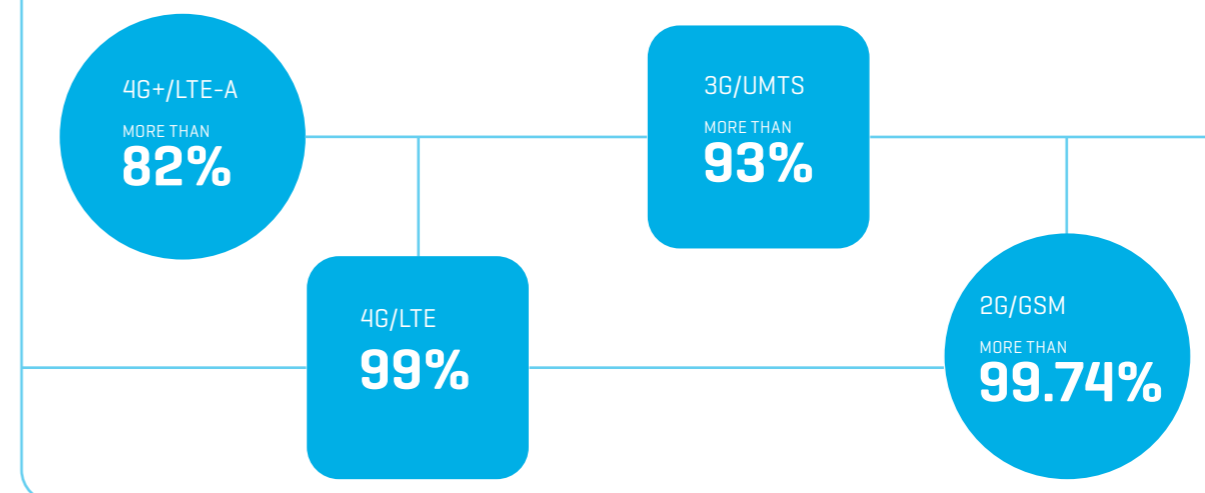 4G+/LTE-A
MORE THAN
82%
3G/UMTS
MORE THAN
93%
4G/LTE
99%
2G/GSM
MORE THAN
99.74%